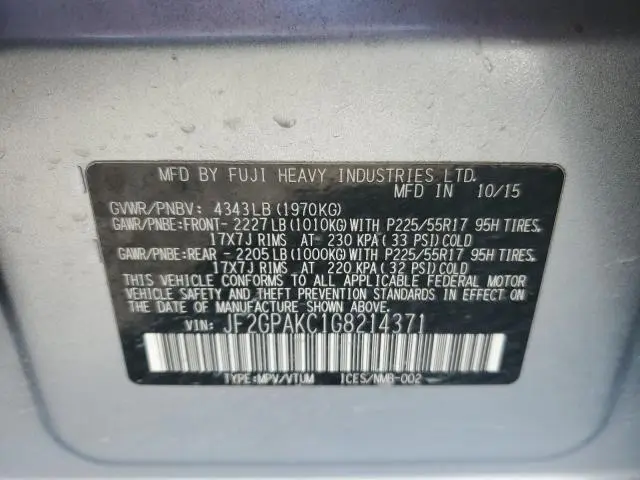 MFD BY FUJI HEAVY INDUSTRIES LTD.
MFD IN 10/15
GVWR/PNBV: 4343LB(1970KG)
GAWR/PNBE:FRONT- 2227LB(1010KG)WITH P225/55R17 95H TIRES,
17X7J RIMS AT- 230 KPA(33 PSI)COLD
GAWR/PNBE:REAR - 2205LB(1000KG)WITH P225/55R17 95H TIRES,
17X7J RIMS AT 220 KPA(32 PSI)COLD
THIS VEHICLE CONFORMS TO ALL APPLICABLE FEDERAL MOTOR
VEHICLE SAFETY AND THEFT PREVENTION STANDARDS IN EFFECT
ON THE DATE OF MANUFACTURE SHOWN ABOVE.
VIN: JF2GPAKC1G8214371
TYPE:MPV/VTUM ICES/NMB-002